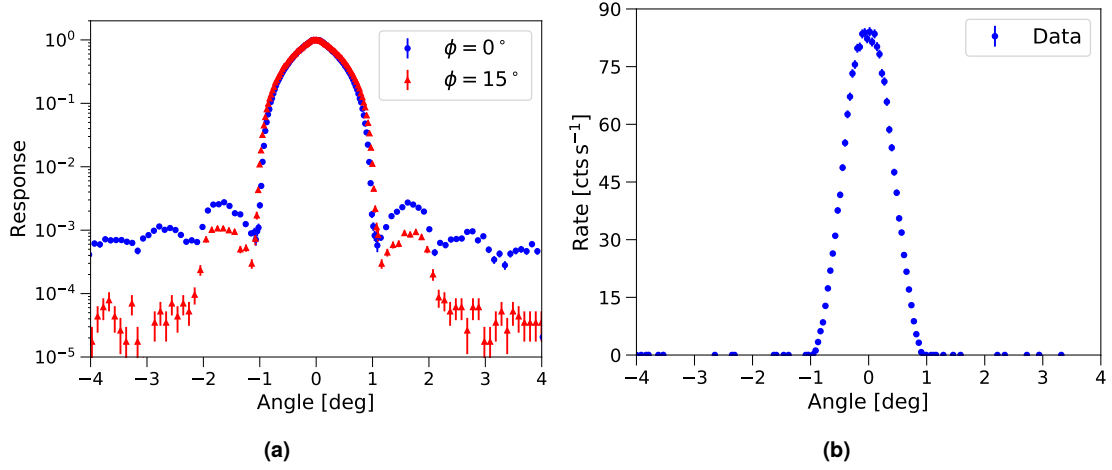 10⁰
10⁻¹
10⁻²
10⁻³
10⁻⁴
10⁻⁵
Response
ϕ = 0°
ϕ = 15°
−4 −3 −2 −1 0 1 2 3 4
Angle [deg]
(a)
90
75
60
45
30
15
0
Rate [cts s⁻¹]
Data
−4 −3 −2 −1 0 1 2 3 4
Angle [deg]
(b)